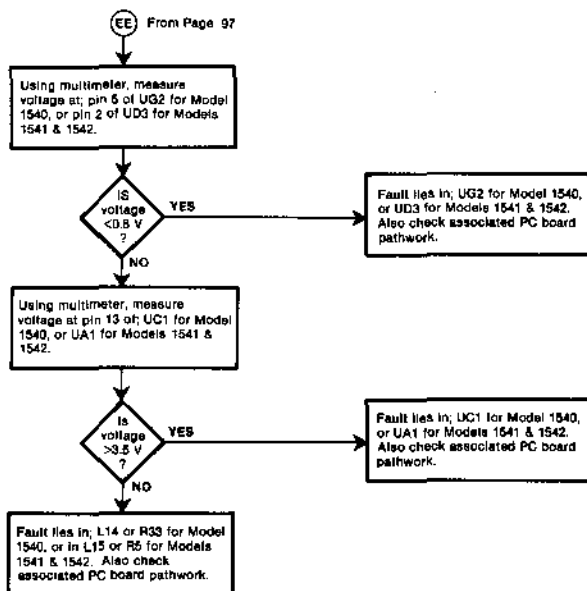 EE From Page 97
Using multimeter, measure
voltage at; pin 5 of UG2 for Model
1540, or pin 2 of UD3 for Models
1541 & 1542.
IS
voltage
<0.8 V
?
YES
Fault lies in; UG2 for Model 1540,
or UD3 for Models 1541 & 1542.
Also check associated PC board
pathwork.
NO
Using multimeter, measure
voltage at pin 13 of; UC1 for Model
1540, or UA1 for Models 1541 &
1542.
Is
voltage
>3.5 V
?
YES
Fault lies in; UC1 for Model 1540,
or UA1 for Models 1541 & 1542.
Also check associated PC board
pathwork.
NO
Fault lies in; L14 or R33 for Model
1540, or in L15 or R5 for Models
1541 & 1542. Also check
associated PC board pathwork.